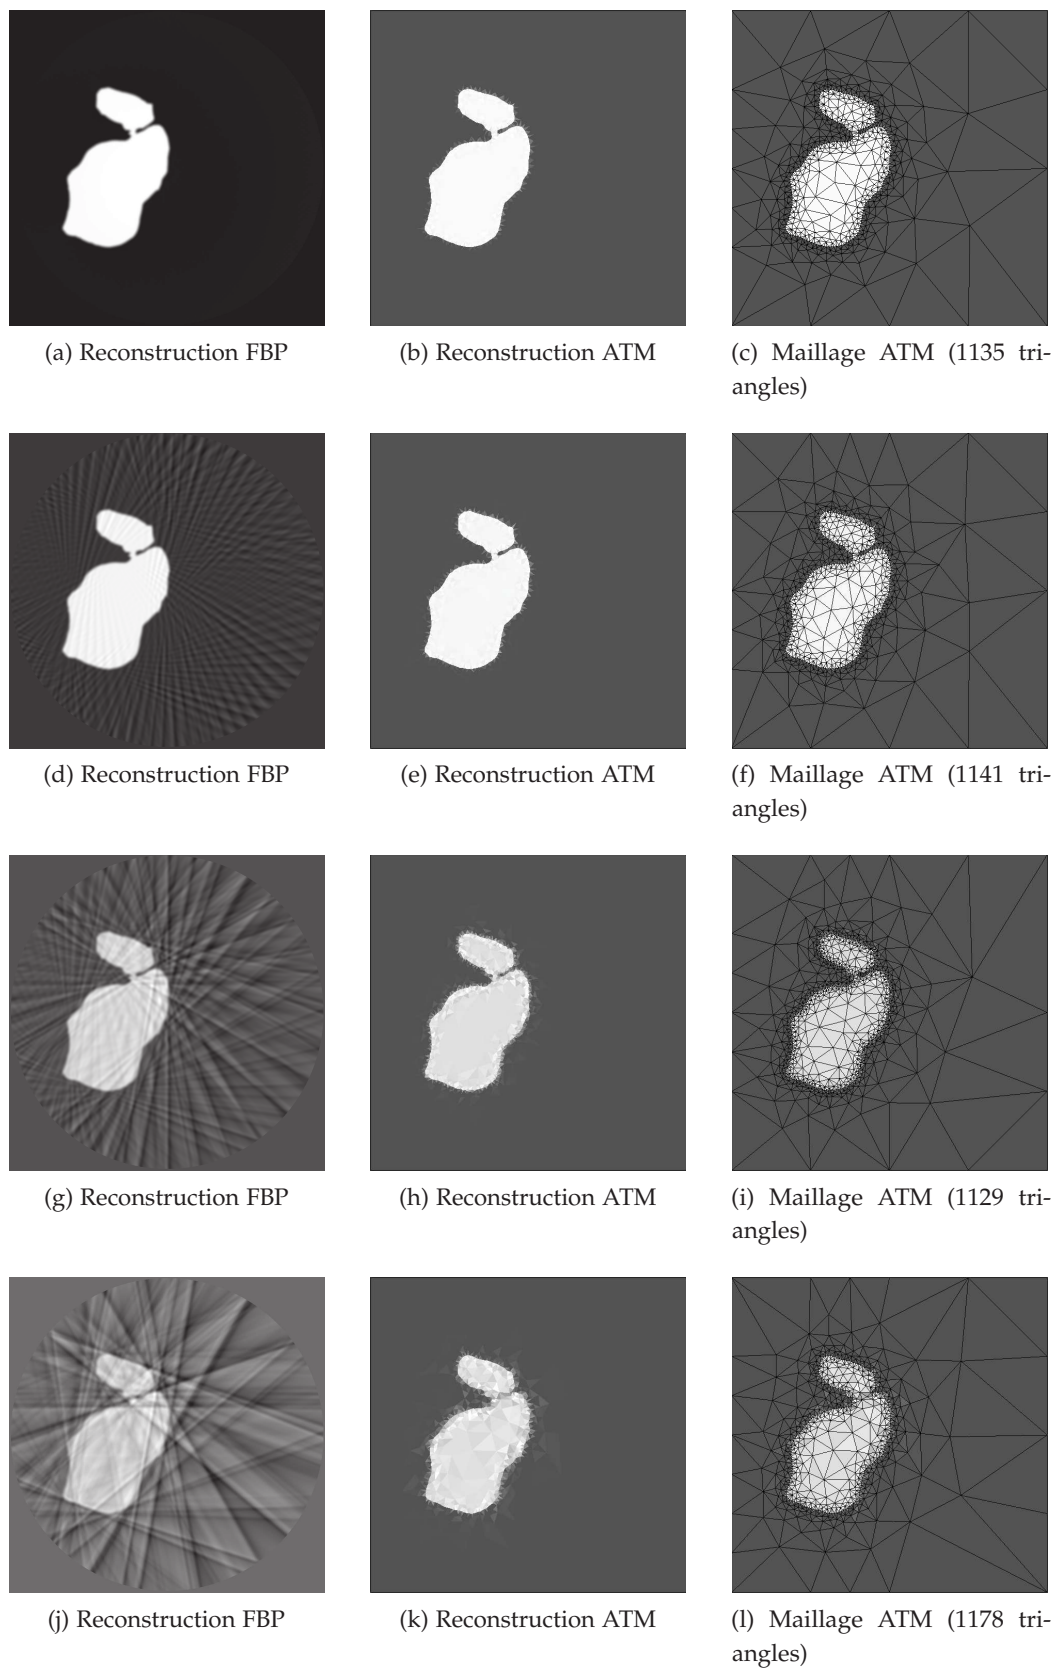 (a) Reconstruction FBP
(b) Reconstruction ATM
(c) Maillage ATM (1135 tri-
angles)
(d) Reconstruction FBP
(e) Reconstruction ATM
(f) Maillage ATM (1141 tri-
angles)
(g) Reconstruction FBP
(h) Reconstruction ATM
(i) Maillage ATM (1129 tri-
angles)
(j) Reconstruction FBP
(k) Reconstruction ATM
(l) Maillage ATM (1178 tri-
angles)